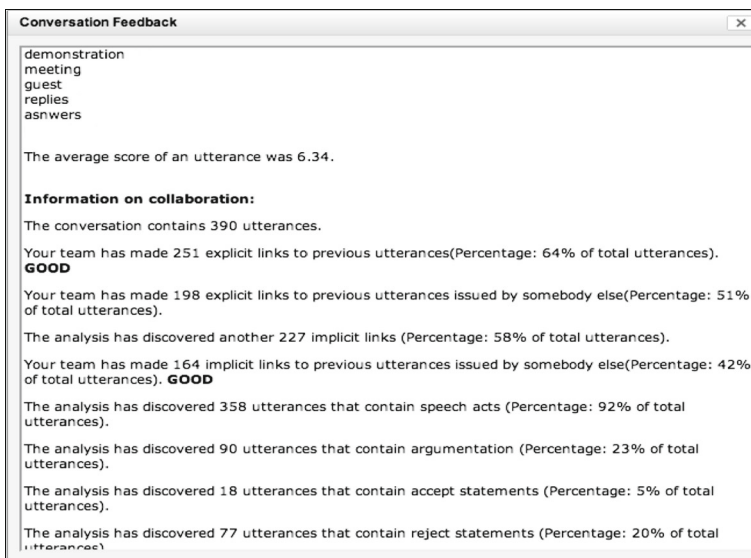 Conversation Feedback
demonstration
meeting
guest
replies
asnwers
The average score of an utterance was 6.34.
Information on collaboration:
The conversation contains 390 utterances.
Your team has made 251 explicit links to previous utterances(Percentage: 64% of total utterances).
GOOD
Your team has made 198 explicit links to previous utterances issued by somebody else(Percentage: 51%
of total utterances).
The analysis has discovered another 227 implicit links (Percentage: 58% of total utterances).
Your team has made 164 implicit links to previous utterances issued by somebody else(Percentage: 42%
of total utterances). GOOD
The analysis has discovered 358 utterances that contain speech acts (Percentage: 92% of total
utterances).
The analysis has discovered 90 utterances that contain argumentation (Percentage: 23% of total
utterances).
The analysis has discovered 18 utterances that contain accept statements (Percentage: 5% of total
utterances).
The analysis has discovered 77 utterances that contain reject statements (Percentage: 20% of total
utterances)